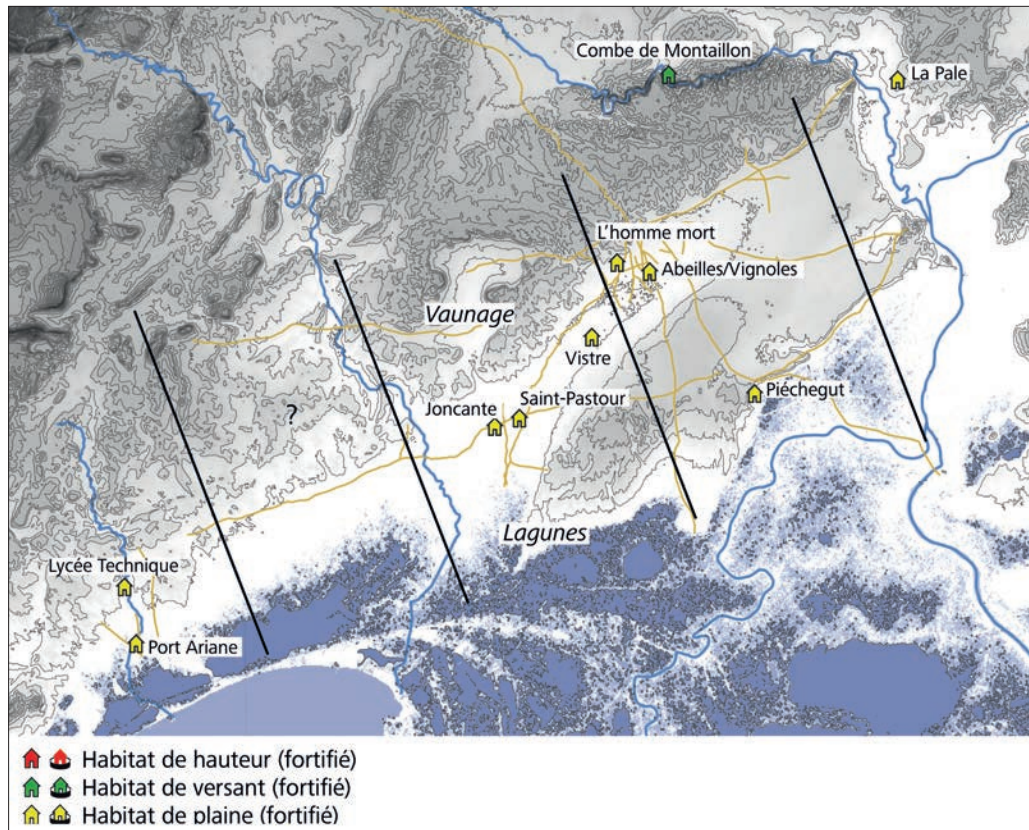 Combe de Montaillon
La Pale
L'homme mort
Abeilles/Vignoles
Vaunage
Vistre
Piéchegut
Saint-Pastour
Joncante
?
Lagunes
Lycée Technique
Port Ariane
Habitat de hauteur (fortifié)
Habitat de versant (fortifié)
Habitat de plaine (fortifié)